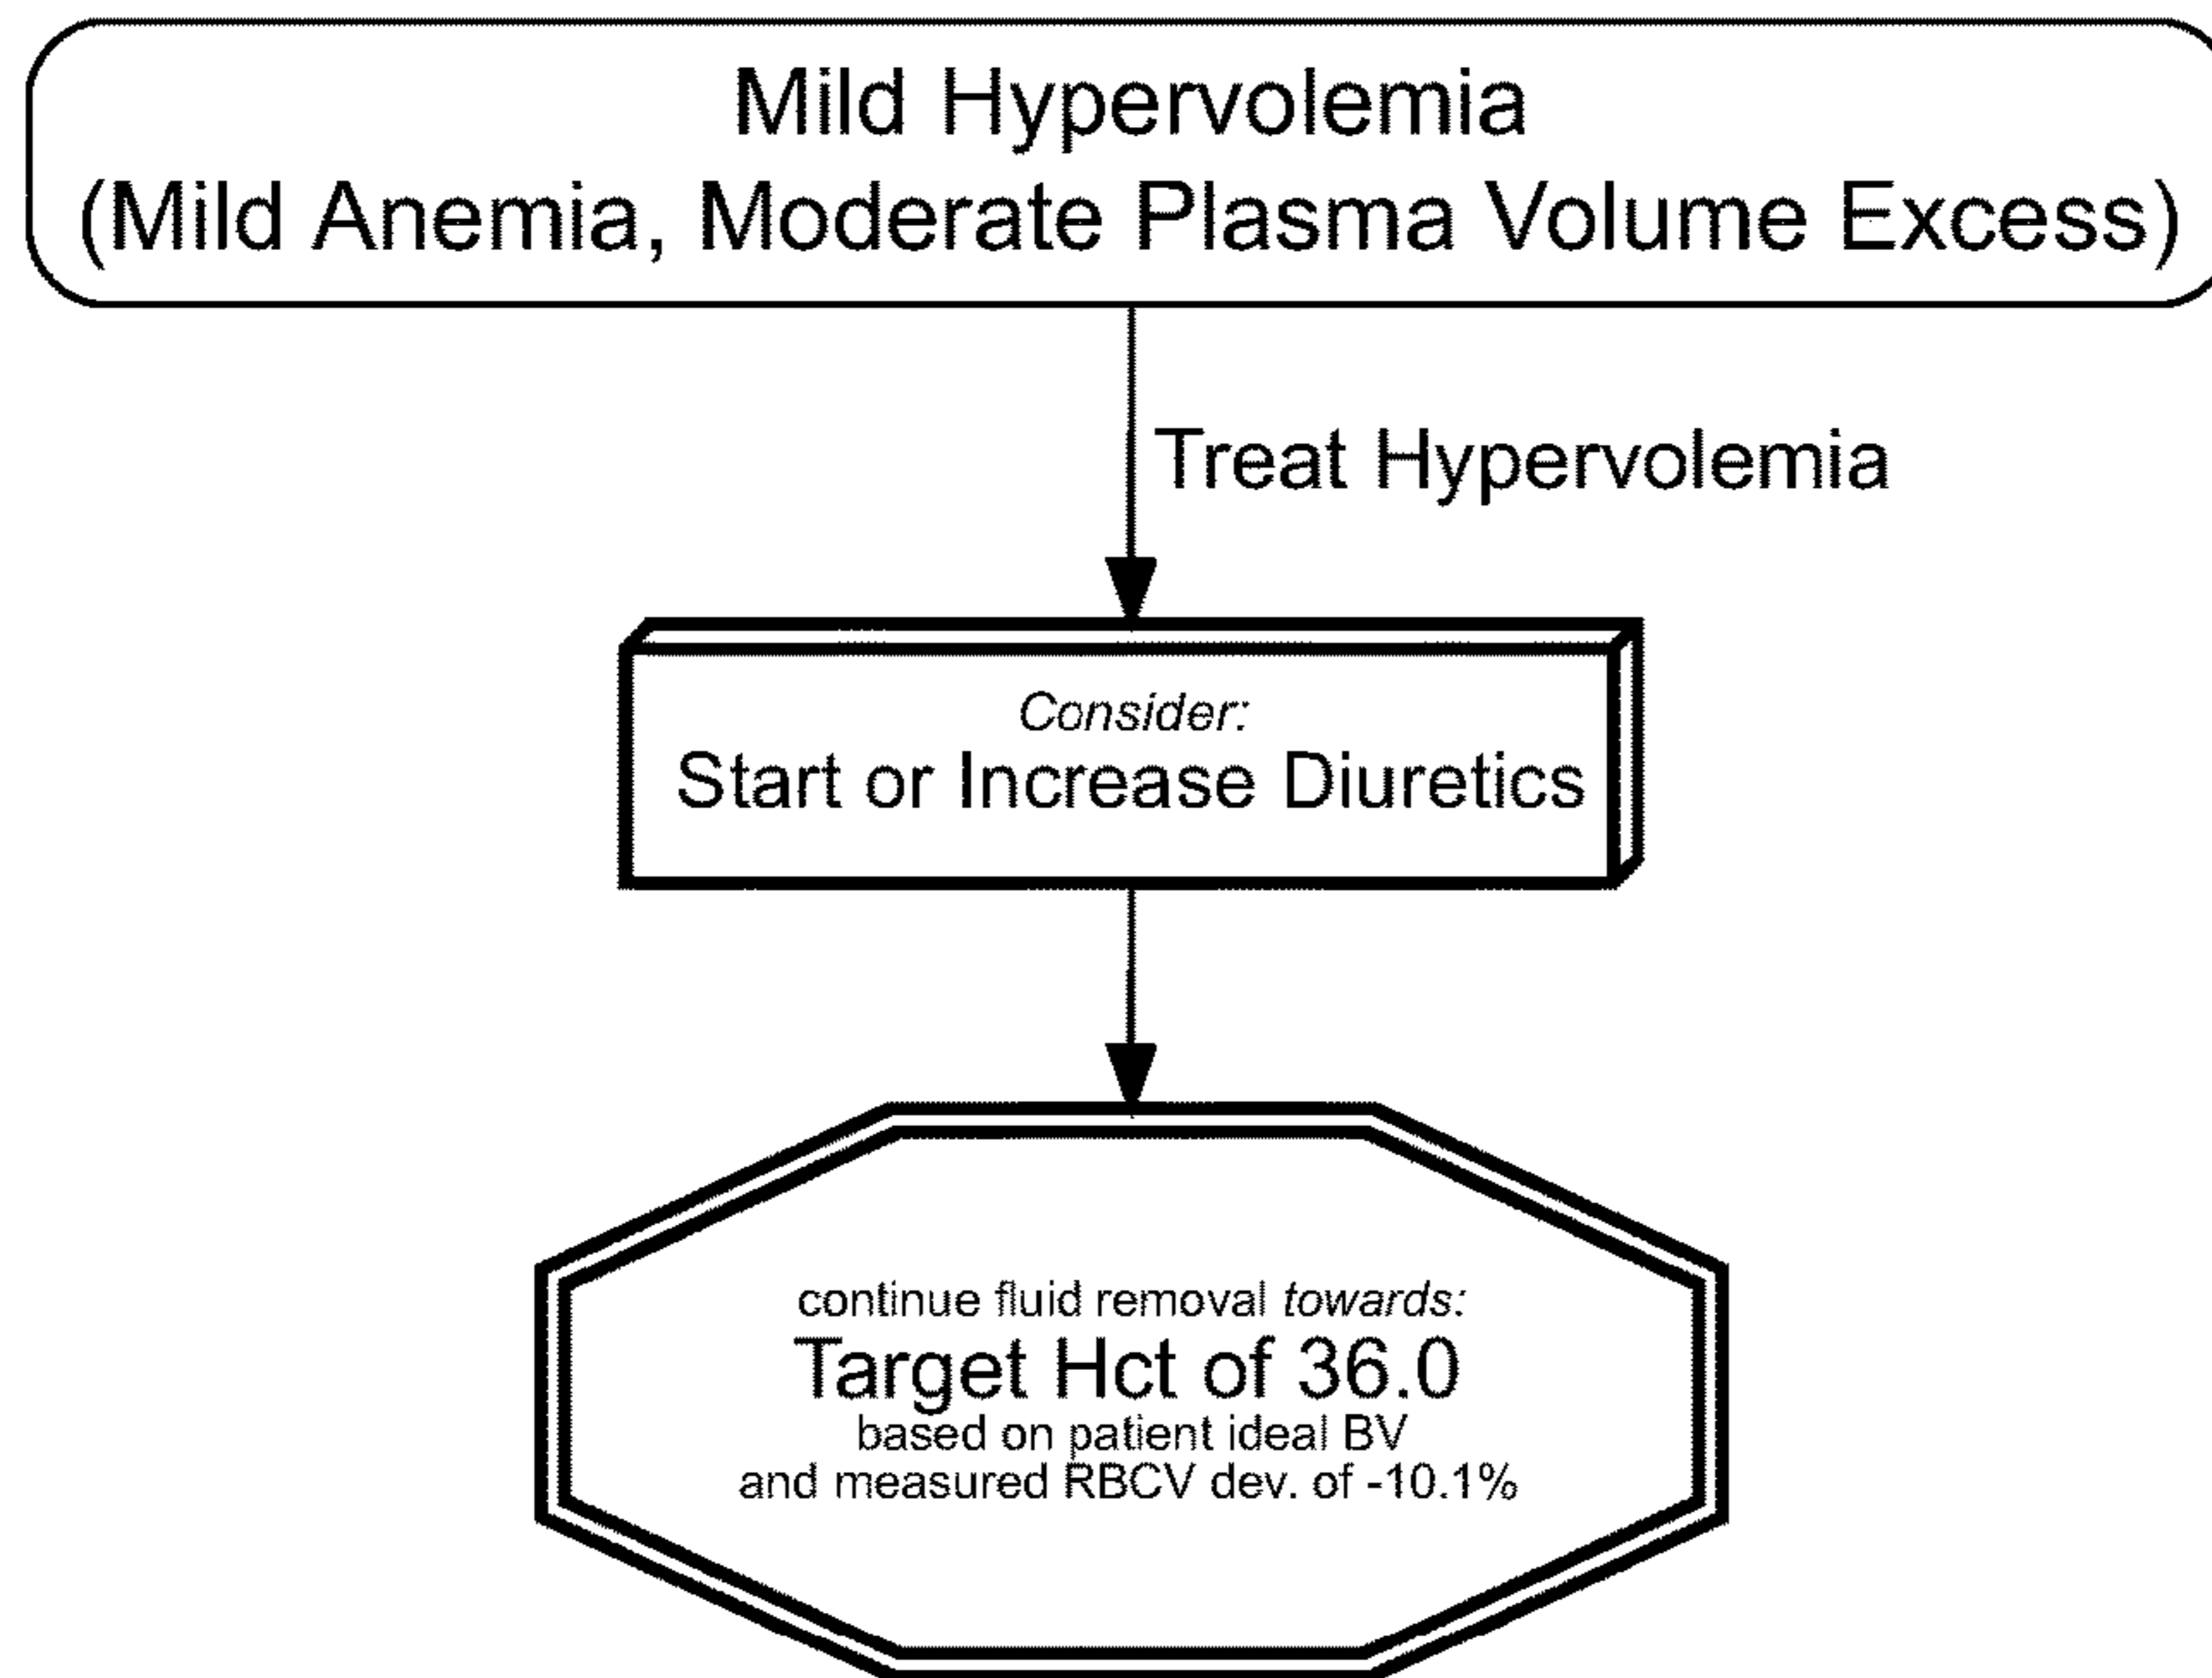 Mild Hypervolemia
(Mild Anemia, Moderate Plasma Volume Excess)
Treat Hypervolemia
Consider:
Start or Increase Diuretics
continue fluid removal towards:
Target Hct of 36.0
based on patient ideal BV
and measured RBCV dev. of -10.1%